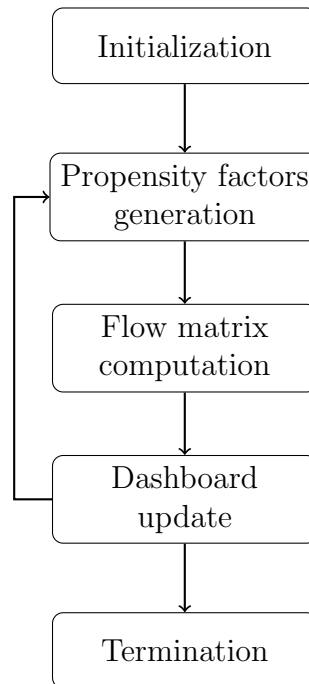 Initialization
Propensity factors
generation
Flow matrix
computation
Dashboard
update
Termination